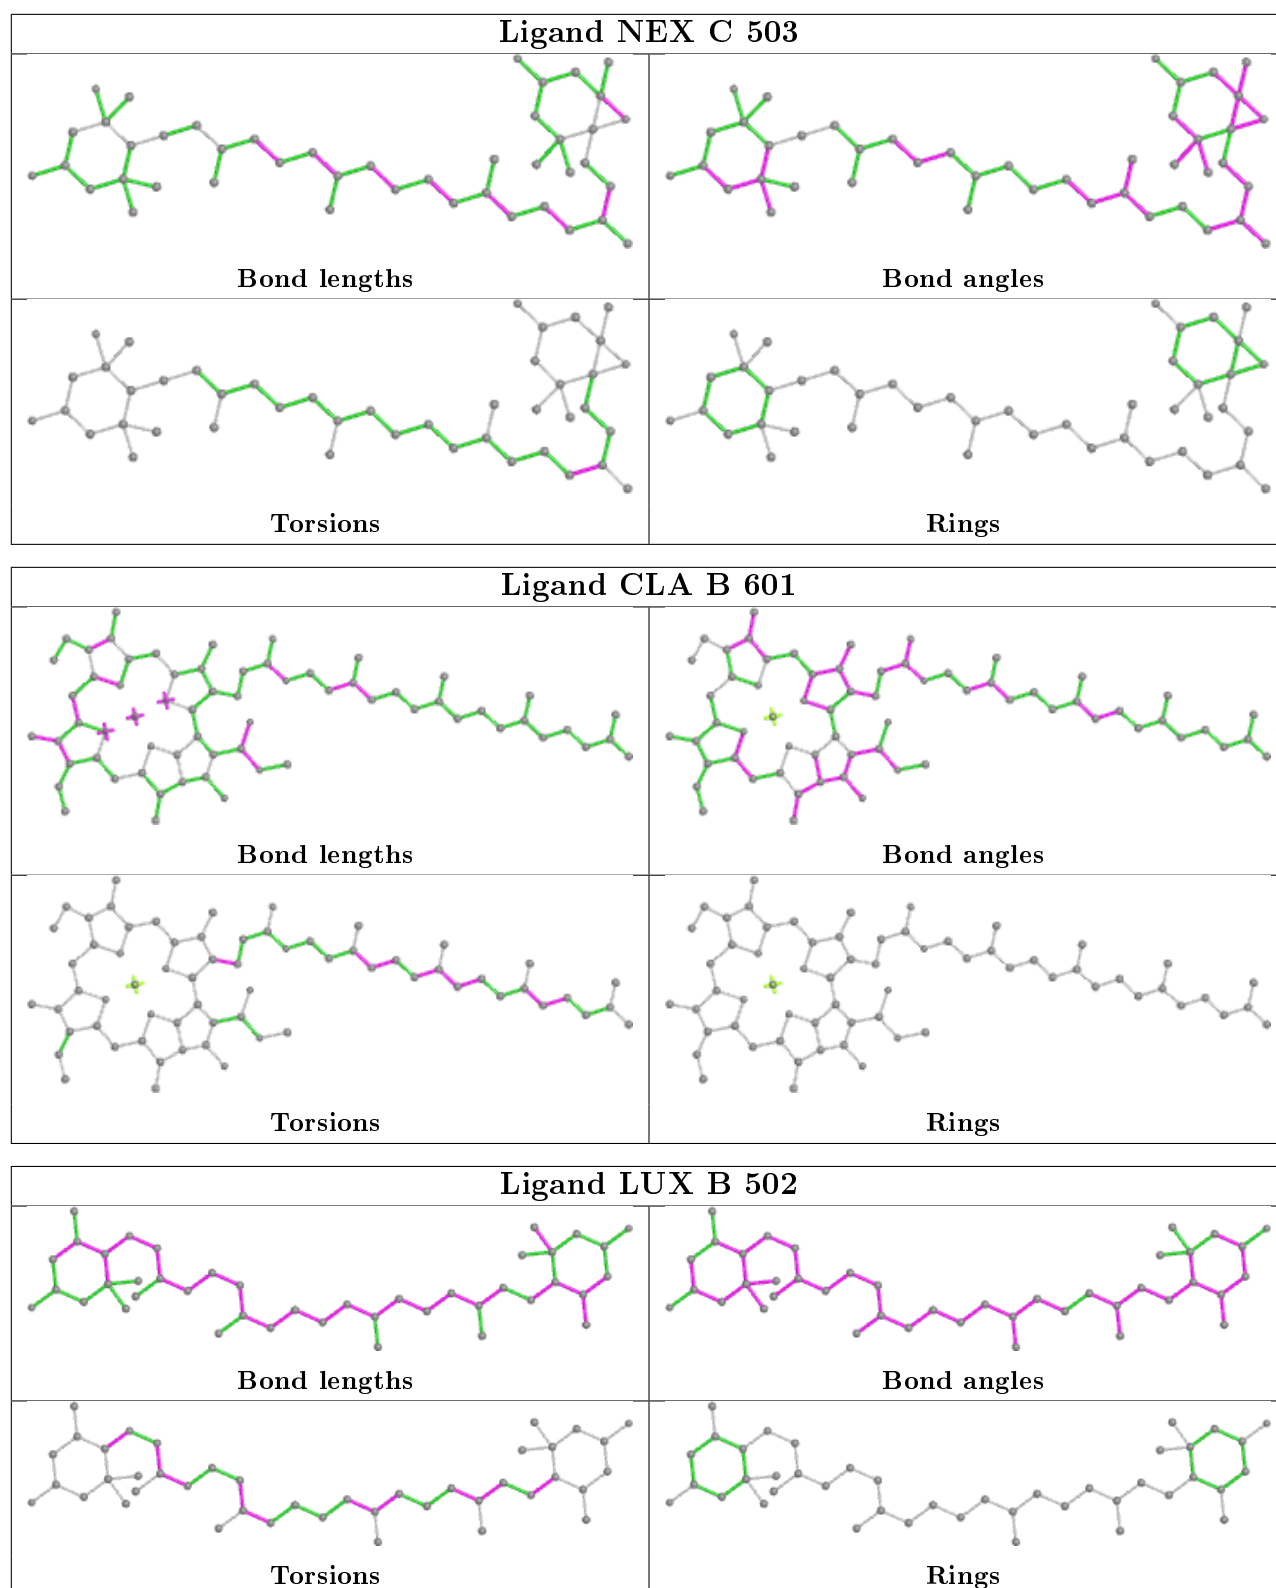 Ligand NEX C 503
Bond lengths
Bond angles
Torsions
Rings
Ligand CLA B 601
Bond lengths
Bond angles
Torsions
Rings
Ligand LUX B 502
Bond lengths
Bond angles
Torsions
Rings